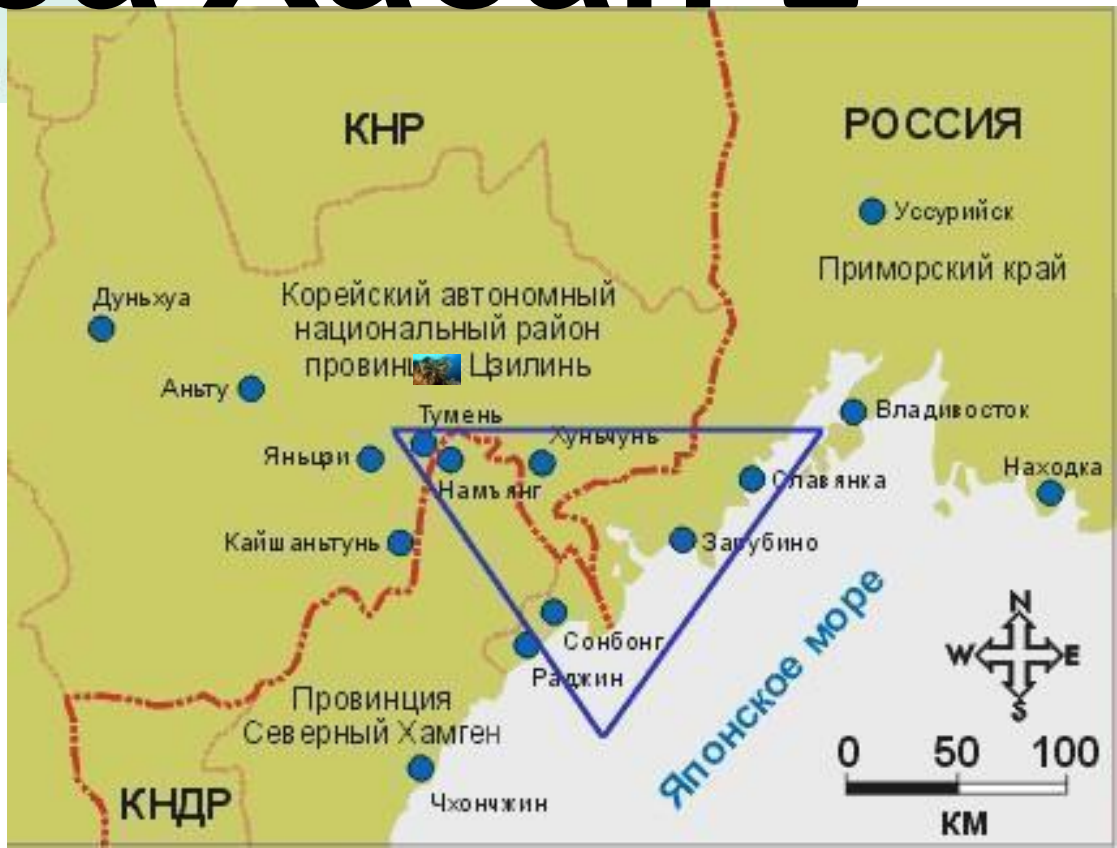 КНР
РОССИЯ
Уссурийск
Приморский край
Дуньхуа
Корейский автономный
национальный район
Цзилинь
Аньту
Тумень
Владивосток
Яньцзи
Хуньчунь
Намъянг
Славянка
Находка
Кайшаньтунь
Зарубино
Сонбонг
Раджин
Японское море
N
W
E
S
Провинция
Северный Хамген
0 50 100
КМ
КНДР
Чхончжин